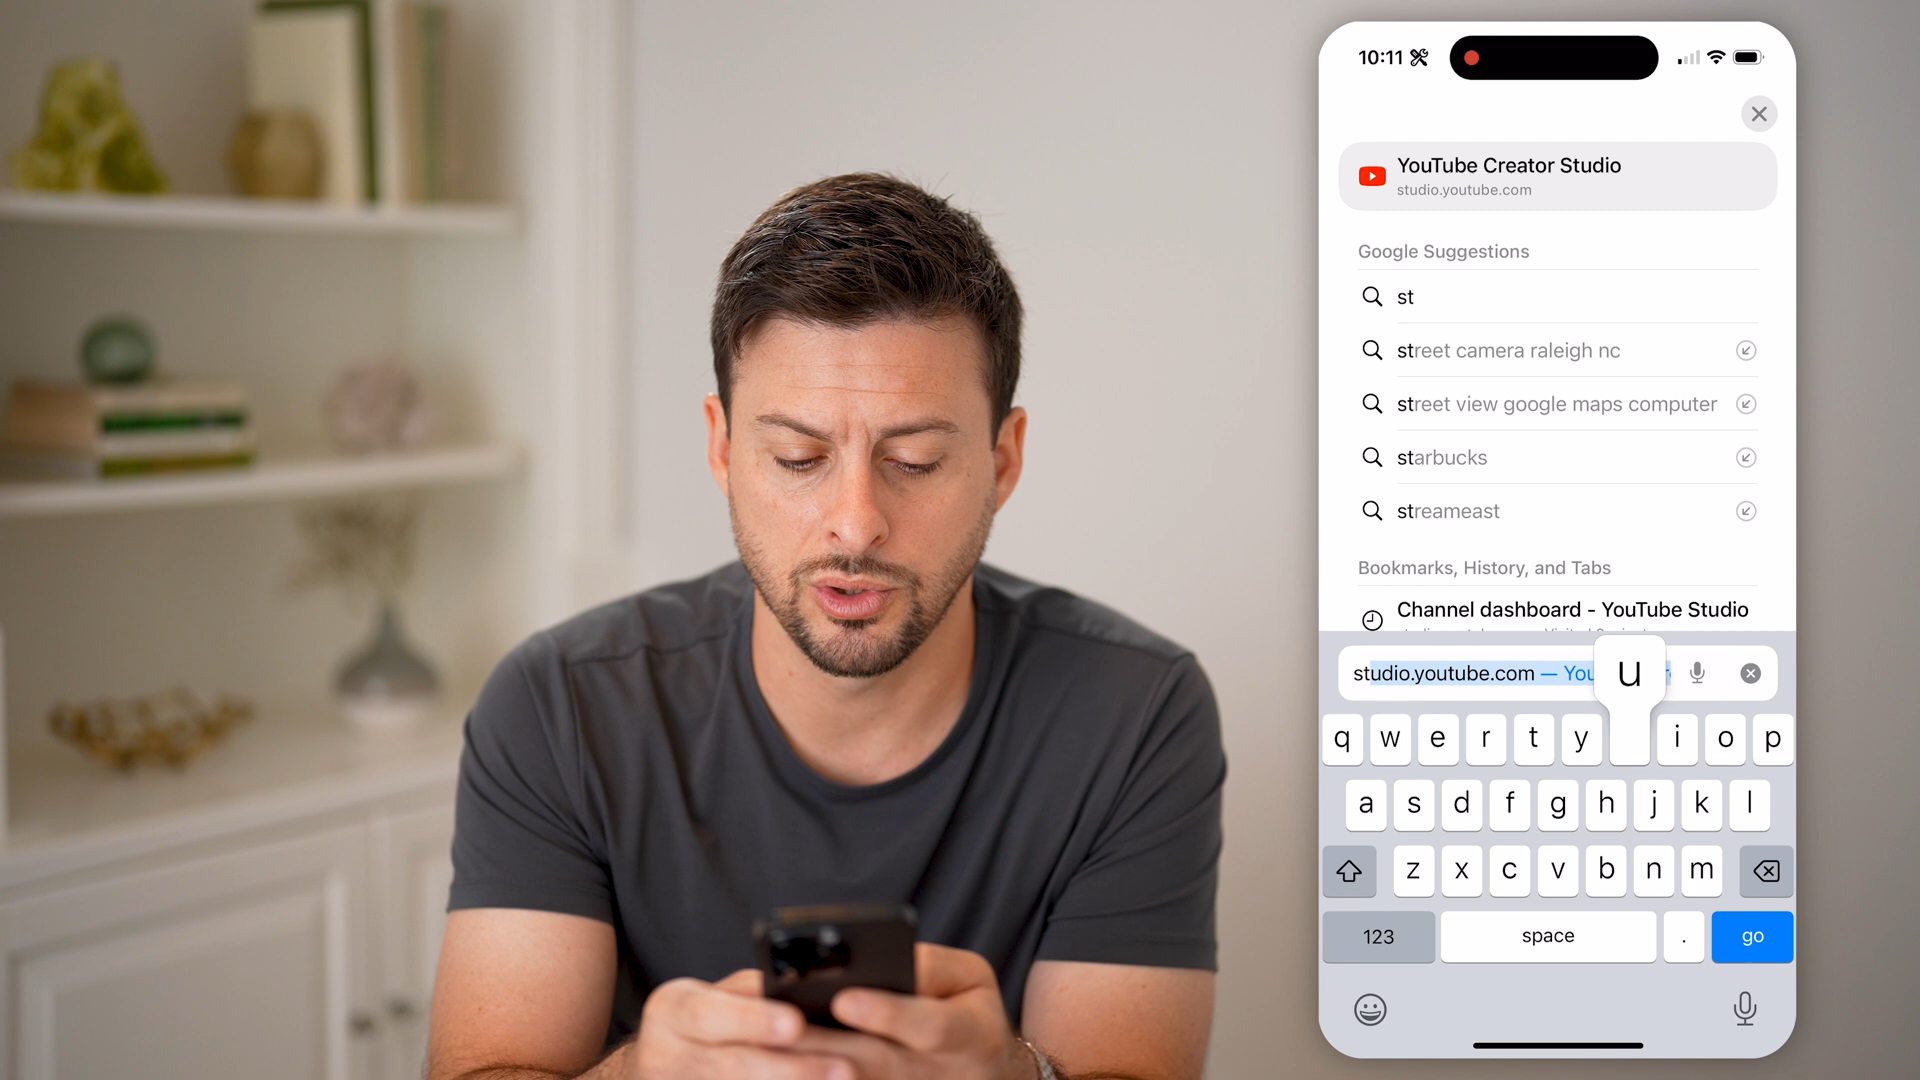 10:11
YouTube Creator Studio
studio.youtube.com
Google Suggestions
st
street camera raleigh nc
street view google maps computer
starbucks
streameast
Bookmarks, History, and Tabs
Channel dashboard - YouTube Studio
studio.youtube.com — You
u
q w e r t y i o p
a s d f g h j k l
z x c v b n m
123 space . go